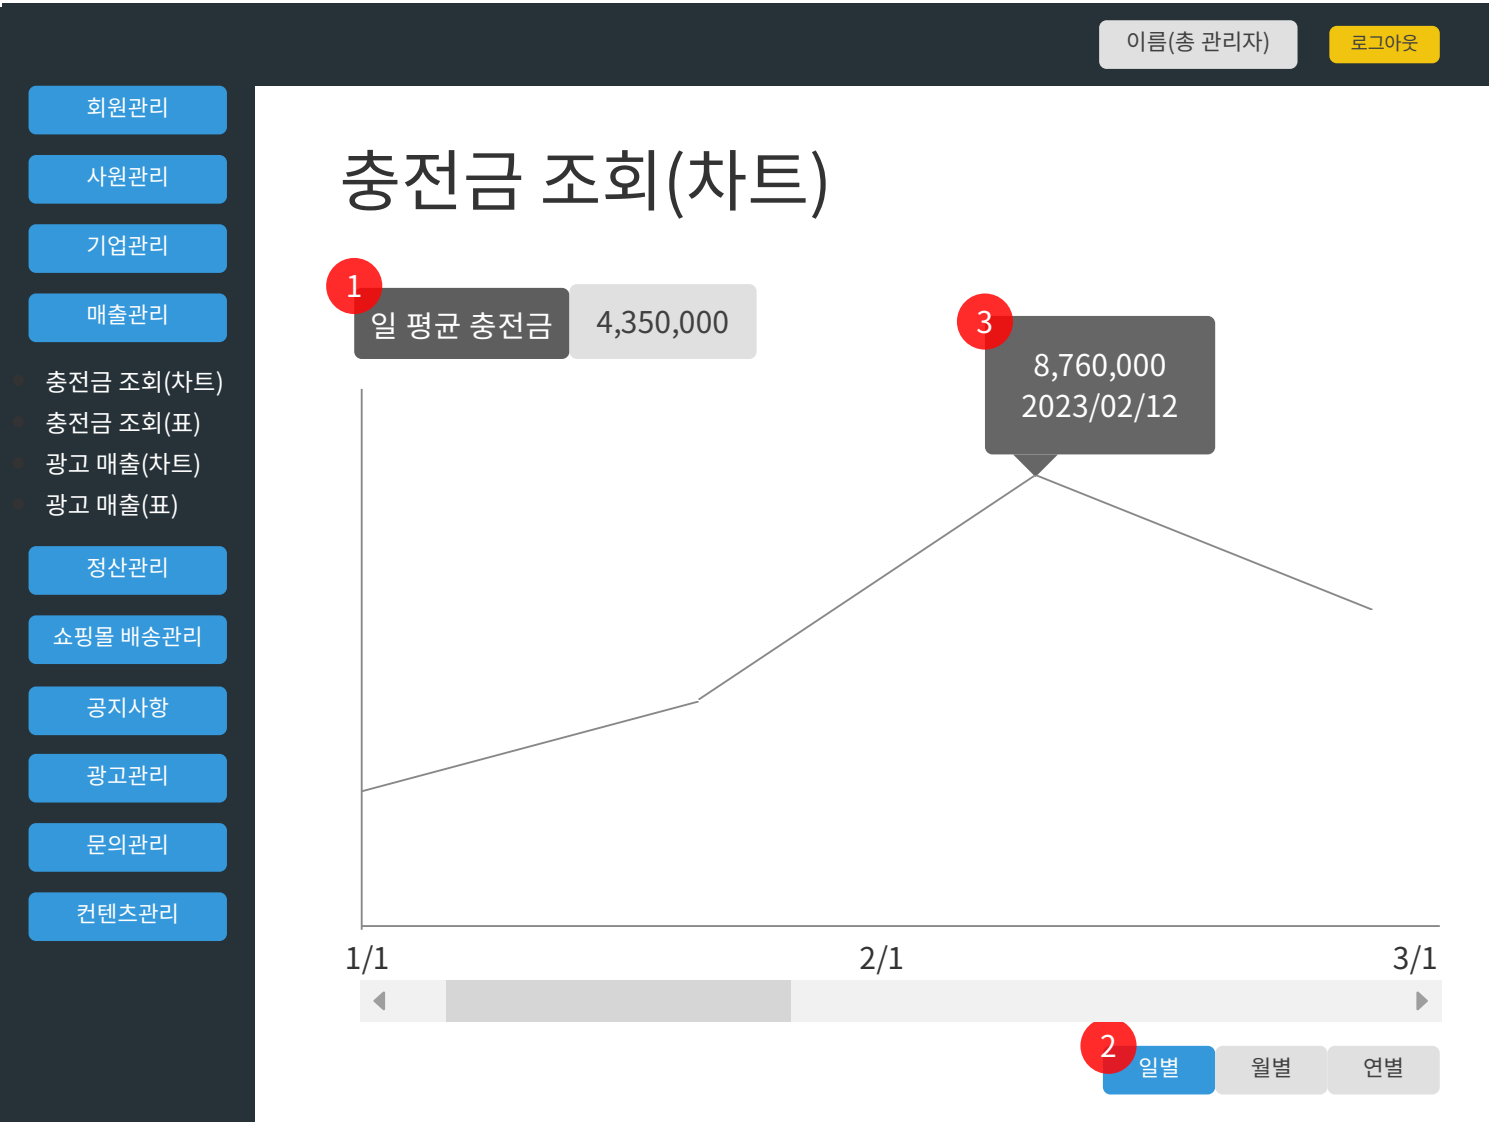 이름(총 관리자)
로그아웃
회원관리
사원관리
기업관리
매출관리
충전금 조회(차트)
충전금 조회(표)
광고 매출(차트)
광고 매출(표)
정산관리
쇼핑몰 배송관리
공지사항
광고관리
문의관리
컨텐츠관리
충전금 조회(차트)
1
일 평균 충전금
4,350,000
3
8,760,000
2023/02/12
1/1
2/1
3/1
2
일별
월별
연별